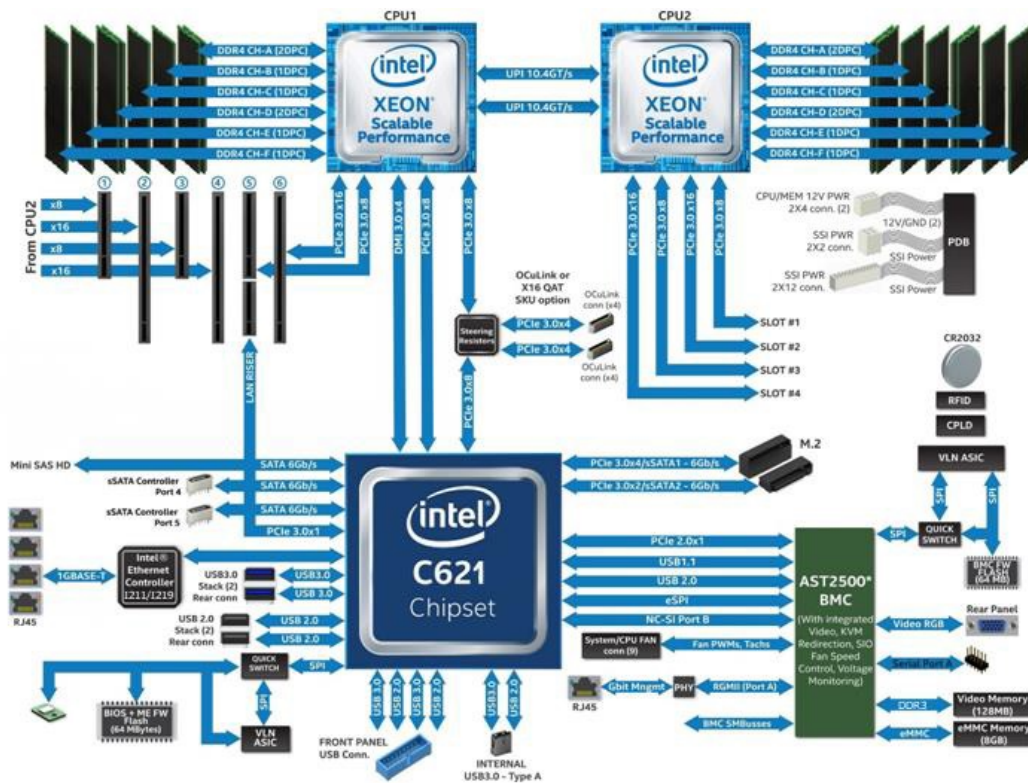 CPU1
CPU2
DDR4 CH-A (2DPC)
DDR4 CH-B (1DPC)
DDR4 CH-C (1DPC)
DDR4 CH-D (2DPC)
DDR4 CH-E (1DPC)
DDR4 CH-F (1DPC)
intel
XEON®
Scalable
Performance
UPI 10.4GT/s
UPI 10.4GT/s
intel
XEON®
Scalable
Performance
DDR4 CH-A (2DPC)
DDR4 CH-B (1DPC)
DDR4 CH-C (1DPC)
DDR4 CH-D (2DPC)
DDR4 CH-E (1DPC)
DDR4 CH-F (1DPC)
1
2
3
4
5
6
From CPU2
x8
x16
x8
x16
PCIe 3.0 x16
PCIe 3.0 x8
DMI 3.0 x4
PCIe 3.0 x8
PCIe 3.0 x8
PCIe 3.0 x16
PCIe 3.0 x8
PCIe 3.0 x16
PCIe 3.0 x8
CPU/MEM 12V PWR
2X4 conn. (2)
12V/GND (2)
SSI PWR
2X2 conn.
SSI Power
SSI PWR
2X12 conn.
SSI Power
PDB
OCuLink or
X16 QAT
SKU option
Steering
Resistors
PCIe 3.0x4
PCIe 3.0x4
OCuLink
conn (x4)
OCuLink
conn (x4)
PCIe 3.0x8
SLOT #1
SLOT #2
SLOT #3
SLOT #4
CR2032
RFID
CPLD
VLN ASIC
SPI
SPI
SPI
QUICK
SWITCH
BMC FW
FLASH
(64 MB)
LAN RISER
Mini SAS HD
SATA 6Gb/s
sSATA Controller
Port 4
SATA 6Gb/s
sSATA Controller
Port 5
SATA 6Gb/s
PCIe 3.0x1
intel
C621
Chipset
PCIe 3.0x4/sSATA1 - 6Gb/s
PCIe 3.0x2/sSATA2 - 6Gb/s
M.2
1GBASE-T
RJ45
Intel®
Ethernet
Controller
I211/I219
USB3.0
Stack (2)
Rear conn
USB3.0
USB 3.0
USB 2.0
Stack (2)
Rear conn
USB 2.0
USB 2.0
QUICK
SWITCH
SPI
SPI
VLN
ASIC
BIOS + ME FW
Flash
(64 MBytes)
USB3.0
USB 2.0
USB3.0
USB 2.0
FRONT PANEL
USB Conn.
USB3.0
USB 2.0
INTERNAL
USB3.0 - Type A
PCIe 2.0x1
USB1.1
USB 2.0
eSPI
NC-SI Port B
System/CPU FAN
conn (9)
Fan PWMs, Tachs
RJ45
Gbit Mngmt
PHY
RGMII (Port A)
BMC SMBusses
AST2500*
BMC
(With integrated
Video, KVM
Redirection, SIO
Fan Speed
Control, Voltage
Monitoring)
Rear Panel
Video RGB
Serial Port A
DDR3
Video Memory
(128MB)
eMMC
eMMC Memory
(8GB)